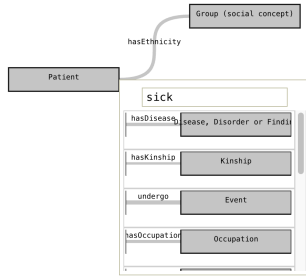 Group (social concept)
hasEthnicity
Patient
sick
hasDisease
Disease, Disorder or Findin
hasKinship
Kinship
undergo
Event
hasOccupation
Occupation